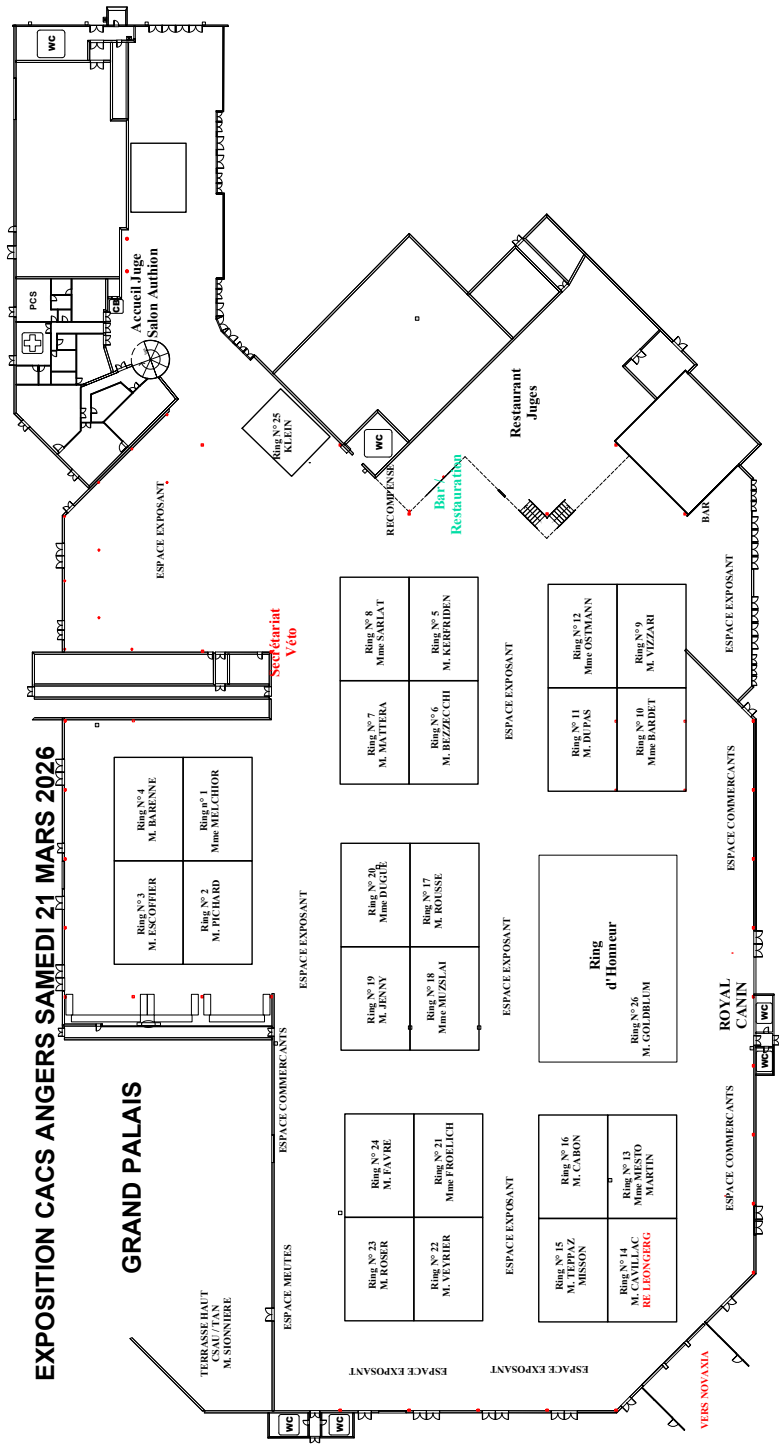 EXPOSITION CACS ANGERS SAMEDI 21 MARS 2026
GRAND PALAIS
TERRASSE HAUT
CSAU / TAN
M. SIONNIERE
ESPACE MEUTES
ESPACE COMMERCANTS
ESPACE EXPOSANT
WC
WC
Ring N° 3
M. ESCOFFIER
Ring N° 4
M. BARENNE
Ring N° 2
M. PICHARD
Ring n° 1
Mme MELCHIOR
Secrétariat
Véto
ESPACE EXPOSANT
PCS
CB
WC
Accueil Juge
Salon Authion
Ring N° 25
KLEIN
WC
RECOMPENSE
Bar /
Restauration
Restaurant
Juges
BAR
Ring N° 23
M. ROSER
Ring N° 24
M. FAVRE
Ring N° 22
M. VEYRIER
Ring N° 21
Mme FROELICH
Ring N° 19
M. JENNY
Ring N° 20
Mme DUGUE
Ring N° 18
Mme MUZSLAI
Ring N° 17
M. ROUSSE
Ring N° 7
M. MATTERA
Ring N° 8
Mme SARLAT
Ring N° 6
M. BEZZECCHI
Ring N° 5
M. KERFRIDEN
ESPACE EXPOSANT
ESPACE EXPOSANT
ESPACE EXPOSANT
ESPACE EXPOSANT
ESPACE EXPOSANT
Ring N° 15
M. TEPPAZ
MISSON
Ring N° 16
M. CABON
Ring N° 14
M. CAVILLAC
RE LEONGERG
Ring N° 13
Mme MESTO
MARTIN
Ring
d'Honneur
Ring N° 26
M. GOLDBLUM
Ring N° 11
M. DUPAS
Ring N° 12
Mme OSTMANN
Ring N° 10
Mme BARDET
Ring N° 9
M. VIZZARI
VERS NOVAXIA
ESPACE COMMERCANTS
ROYAL
CANIN
WC
WC
ESPACE COMMERCANTS
ESPACE EXPOSANT